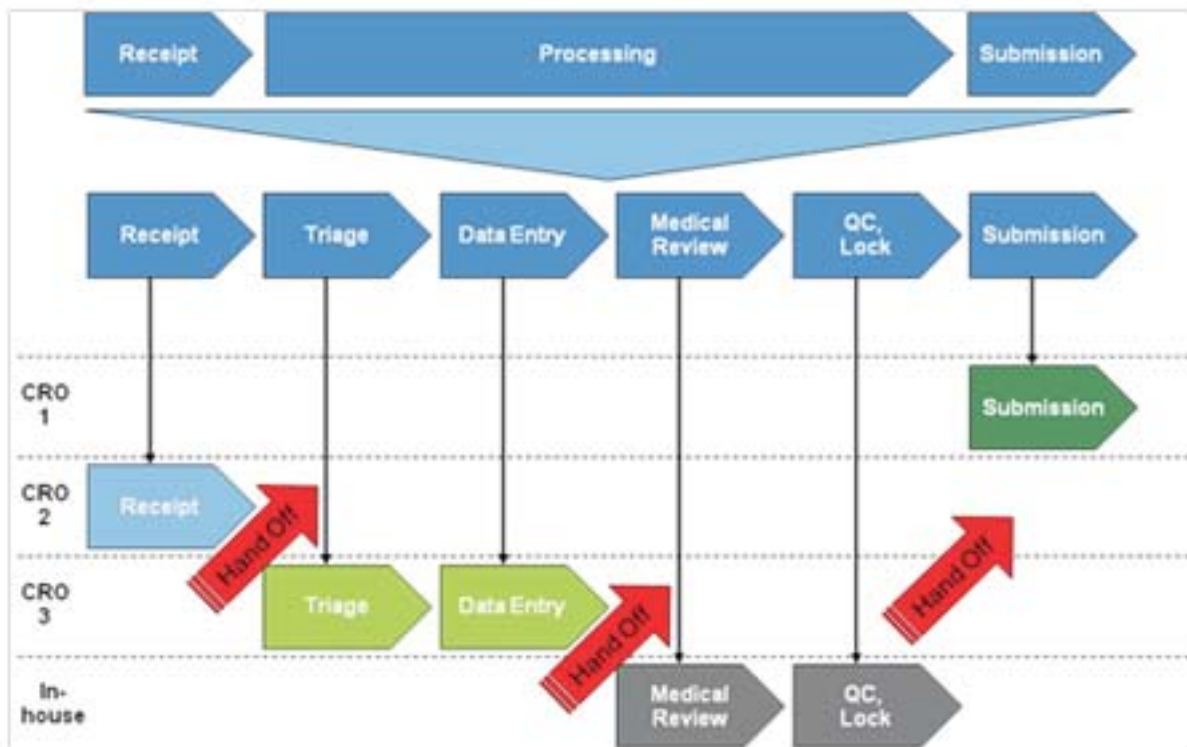 Receipt
Processing
Submission
Receipt
Triage
Data Entry
Medical
Review
QC,
Lock
Submission
CRO
1
Submission
CRO
2
Receipt
Hand Off
CRO
3
Triage
Data Entry
Hand Off
Hand Off
In-
house
Medical
Review
QC,
Lock